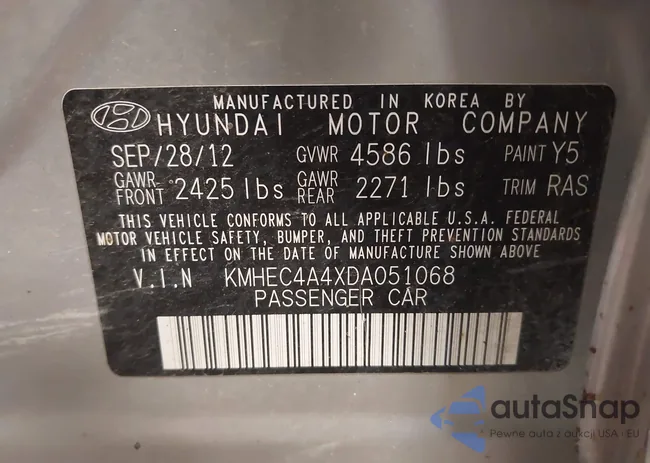 MANUFACTURED IN KOREA BY
HYUNDAI MOTOR COMPANY
SEP/28/12 GVWR 4586 lbs PAINT Y5
GAWR FRONT 2425 lbs GAWR REAR 2271 lbs TRIM RAS
THIS VEHICLE CONFORMS TO ALL APPLICABLE U.S.A. FEDERAL
MOTOR VEHICLE SAFETY, BUMPER, AND THEFT PREVENTION STANDARDS
IN EFFECT ON THE DATE OF MANUFACTURE SHOWN ABOVE
V.I.N KMHEC4A4XDA051068
PASSENGER CAR
autaSnap
Pewne auta z aukcji USA i EU